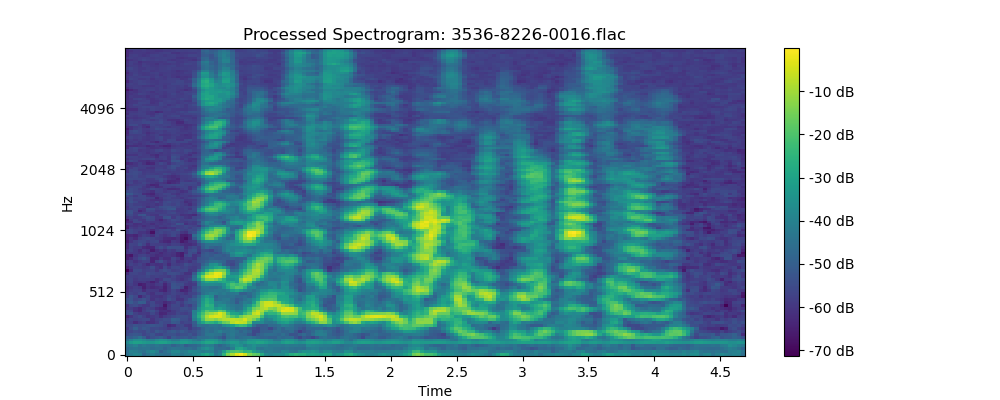 Processed Spectrogram: 3536-8226-0016.flac
Hz
4096
2048
1024
512
0
0 0.5 1 1.5 2 2.5 3 3.5 4 4.5
Time
-10 dB
-20 dB
-30 dB
-40 dB
-50 dB
-60 dB
-70 dB